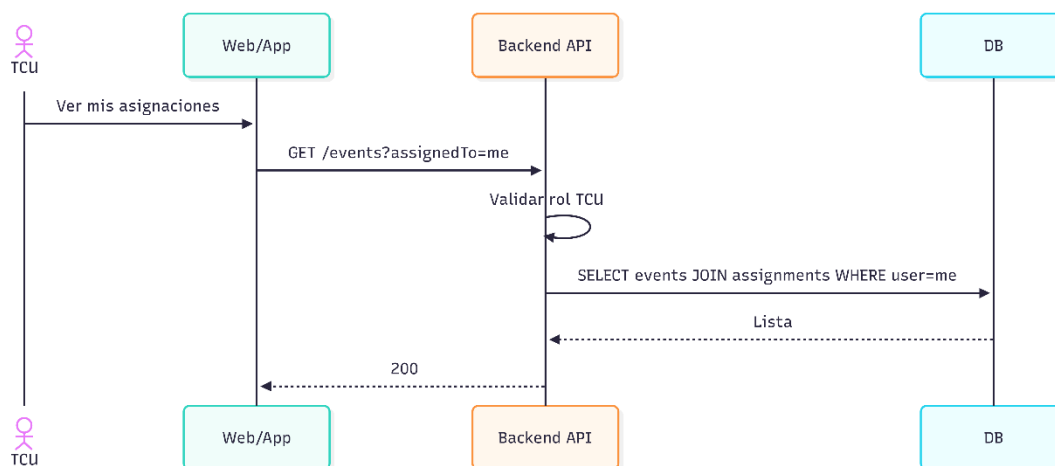 TCU
Web/App
Backend API
DB
Ver mis asignaciones
GET /events?assignedTo=me
Validar rol TCU
SELECT events JOIN assignments WHERE user=me
Lista
200
TCU
Web/App
Backend API
DB